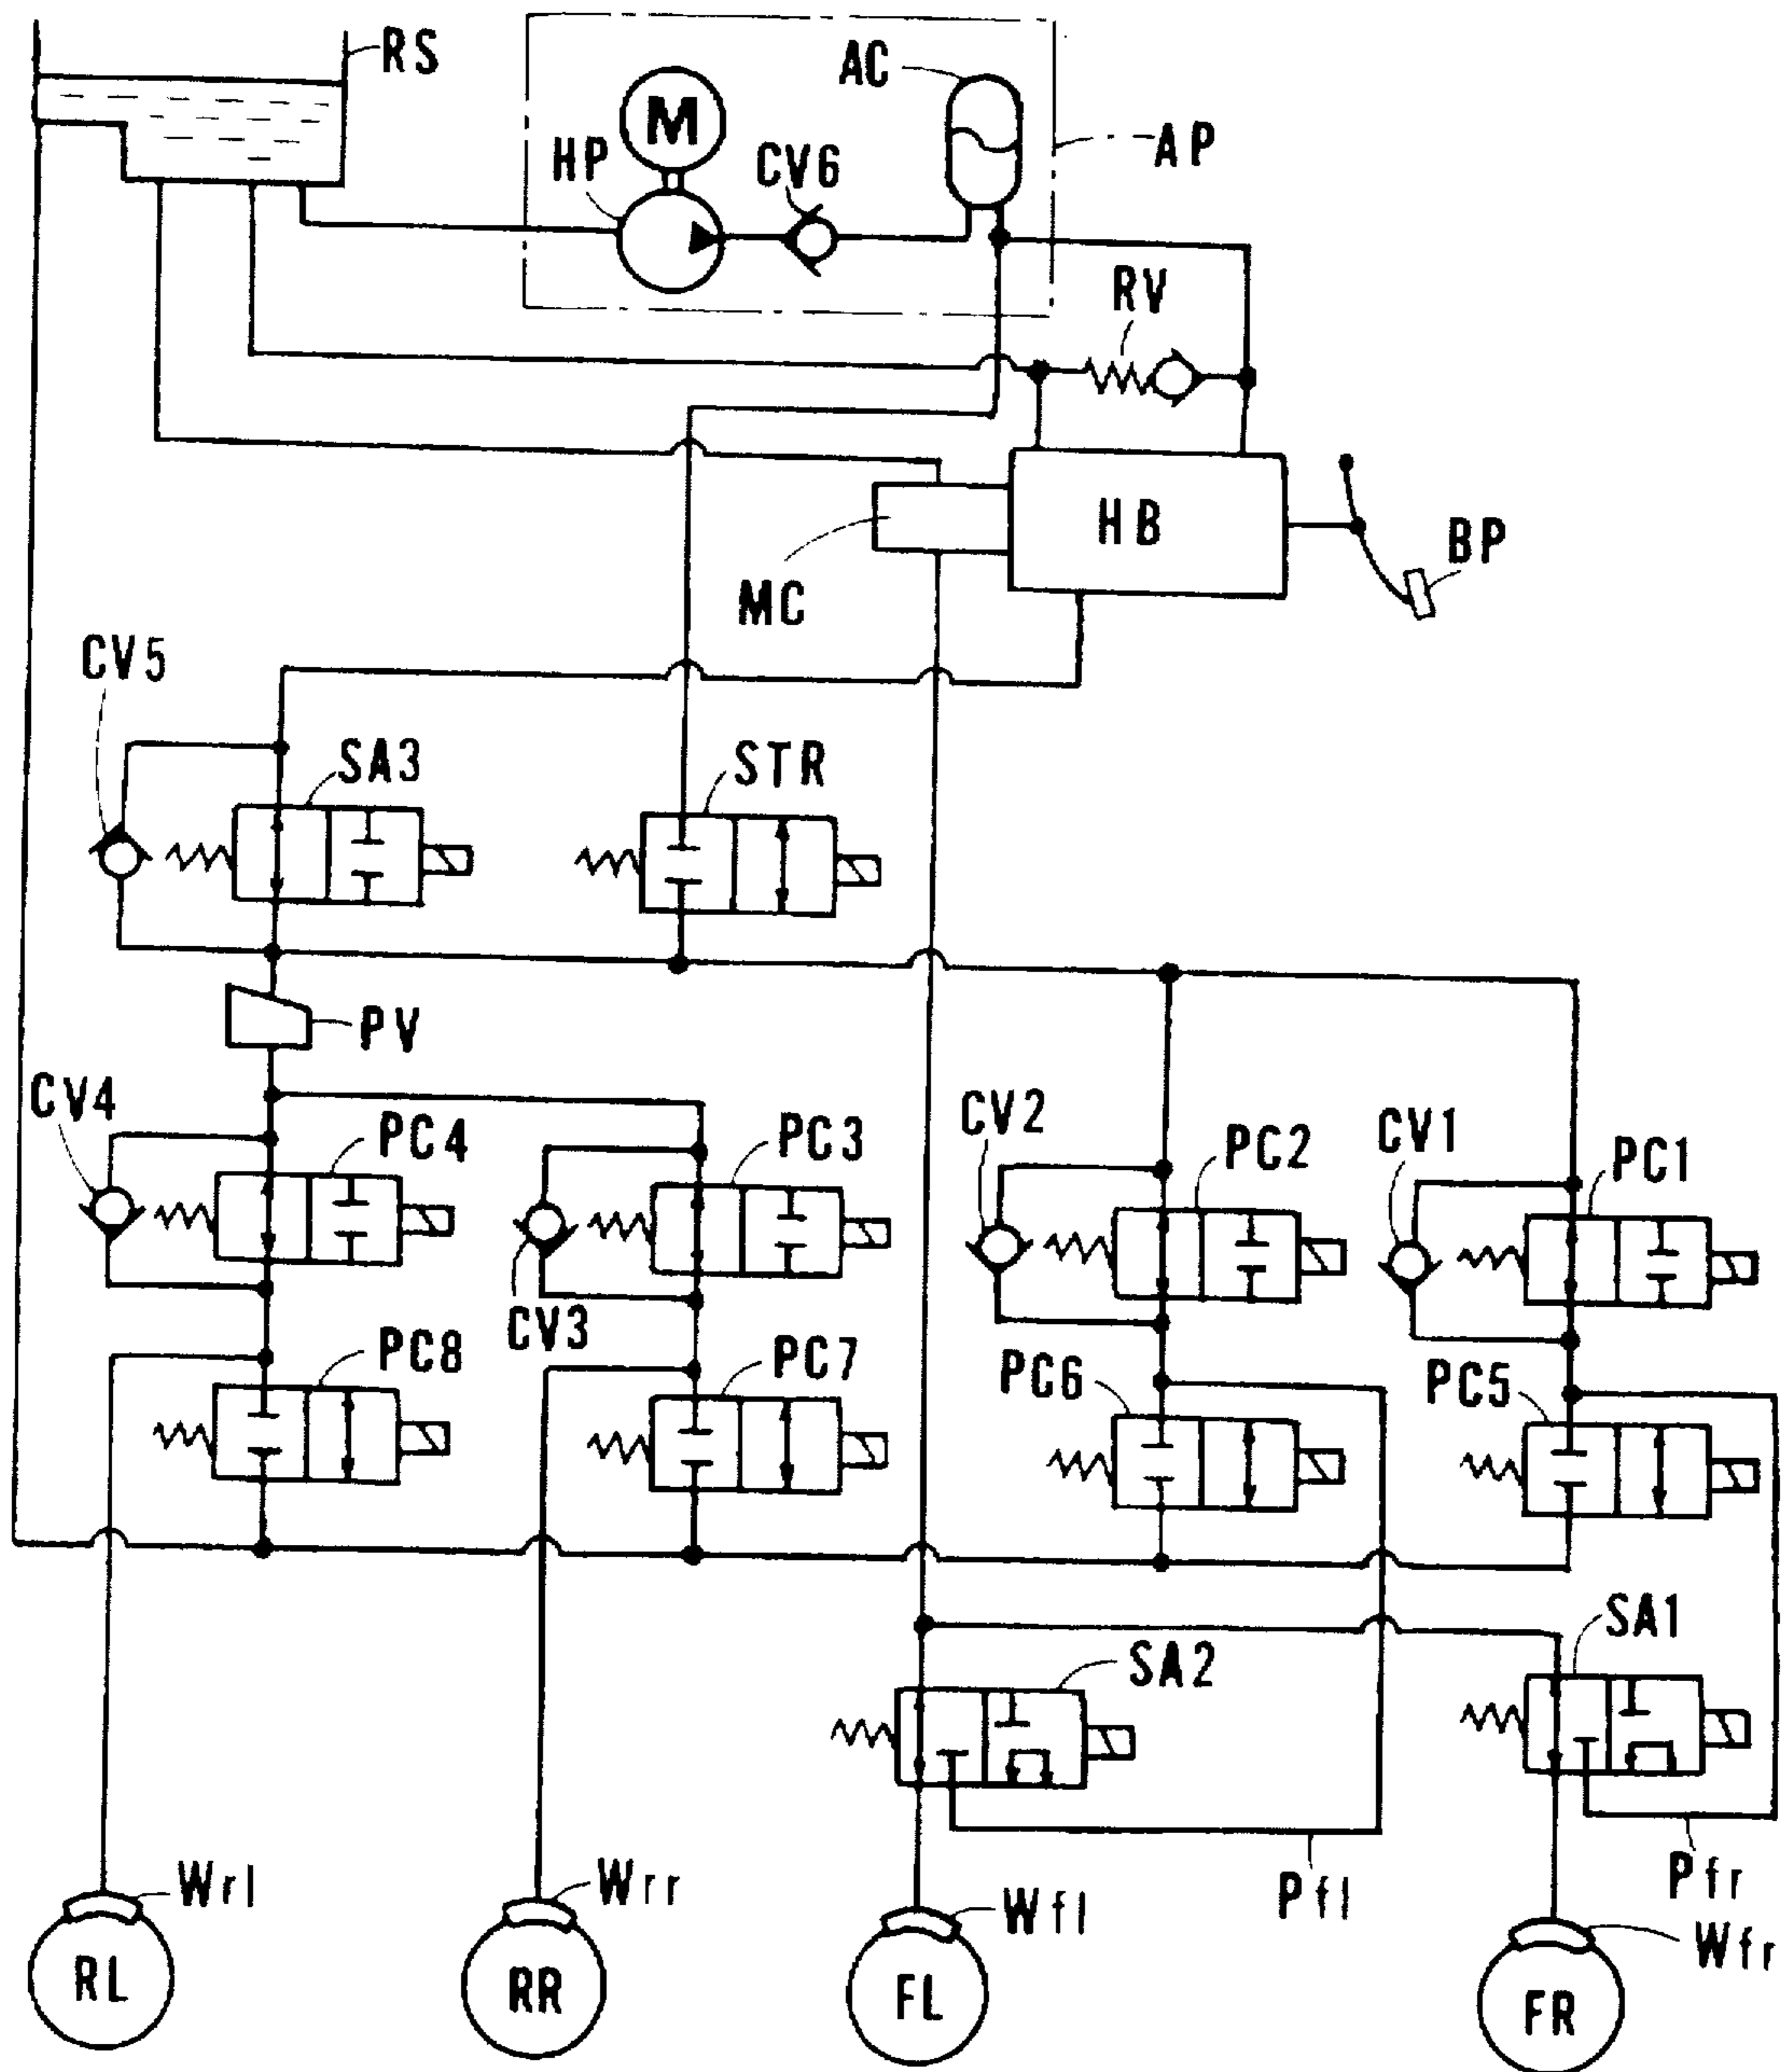 RS
AC
M
AP
HP
CV6
RV
HB
BP
MC
CV5
SA3
STR
PV
CV4
PC4
PC3
CV2
PC2
CV1
PC1
CV3
PC8
PC7
PC6
PC5
SA1
SA2
Wrl
Wrr
Wfl
Pfl
Pfr
Wfr
RL
RR
FL
FR